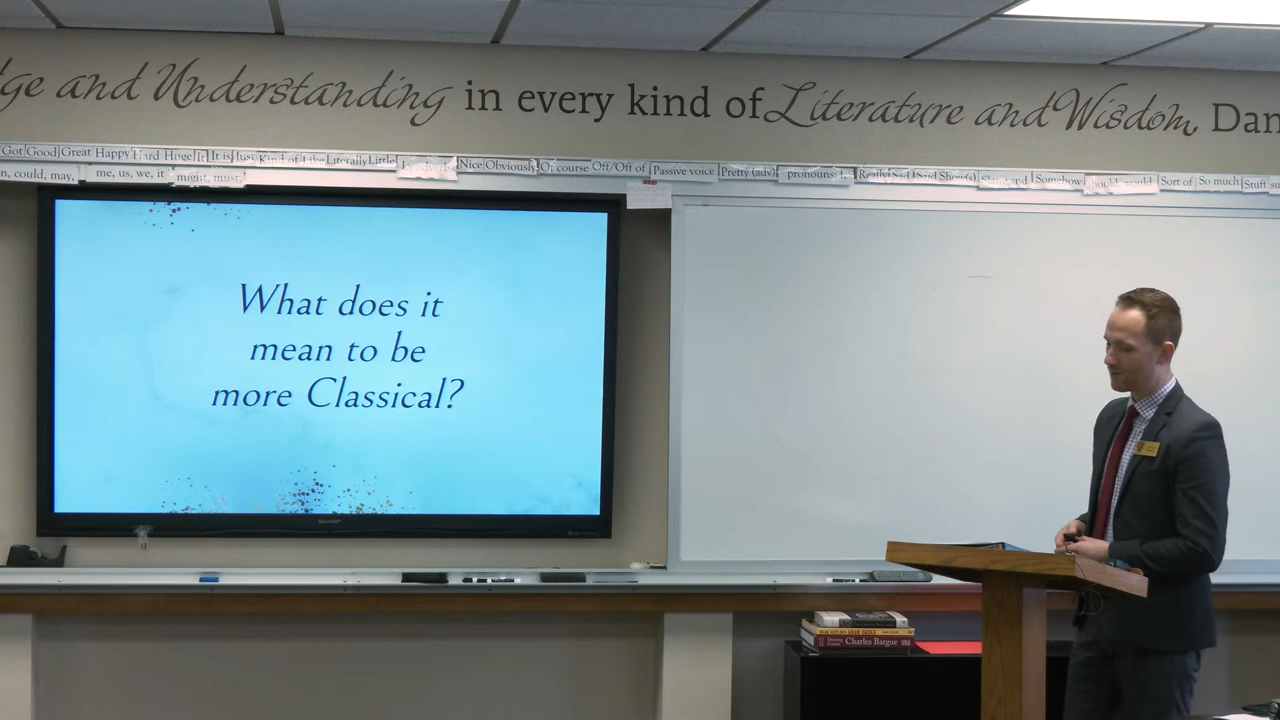 ge and Understanding in every kind of Literature and Wisdom, Dan
Got Good Great Happy Hard Huge It is Just Kind of Like Literally Little Nice Obviously Of course Off/Off of Passive voice Pretty (adv) pronouns: I, Really Sad Said Show(s) Somehow should, would Sort of So much Stuff
n, could, may, me, us, we, it might, must,
What does it
mean to be
more Classical?
Charles Bargue